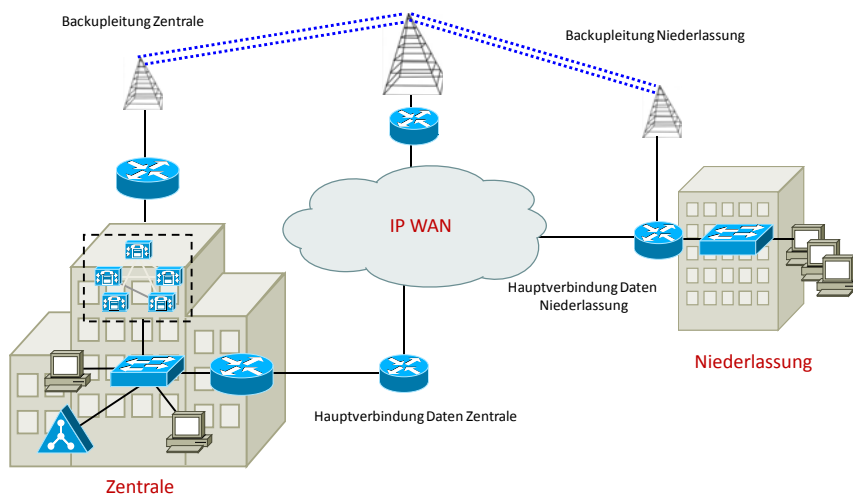 Backupleitung Zentrale
Backupleitung Niederlassung
IP WAN
Hauptverbindung Daten
Niederlassung
Niederlassung
Hauptverbindung Daten Zentrale
Zentrale